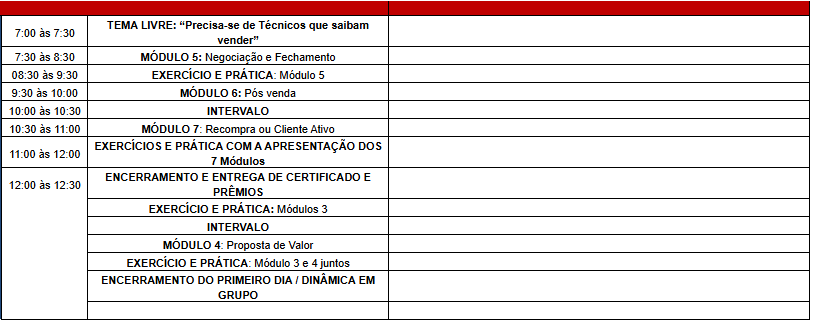 7:00 às 7:30 TEMA LIVRE: “Precisa-se de Técnicos que saibam
vender”
7:30 às 8:30 MÓDULO 5: Negociação e Fechamento
08:30 às 9:30 EXERCÍCIO E PRÁTICA: Módulo 5
9:30 às 10:00 MÓDULO 6: Pós venda
10:00 às 10:30 INTERVALO
10:30 às 11:00 MÓDULO 7: Recompra ou Cliente Ativo
11:00 às 12:00 EXERCÍCIOS E PRÁTICA COM A APRESENTAÇÃO DOS
7 Módulos
12:00 às 12:30 ENCERRAMENTO E ENTREGA DE CERTIFICADO E
PRÊMIOS
EXERCÍCIO E PRÁTICA: Módulos 3
INTERVALO
MÓDULO 4: Proposta de Valor
EXERCÍCIO E PRÁTICA: Módulo 3 e 4 juntos
ENCERRAMENTO DO PRIMEIRO DIA / DINÂMICA EM
GRUPO